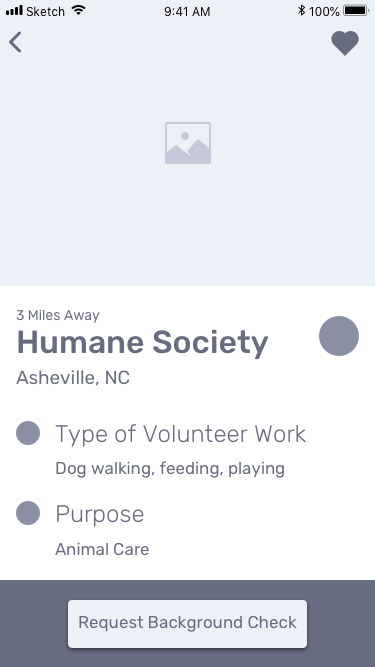 Sketch 9:41 AM 100%
3 Miles Away
Humane Society
Asheville, NC
Type of Volunteer Work
Dog walking, feeding, playing
Purpose
Animal Care
Request Background Check